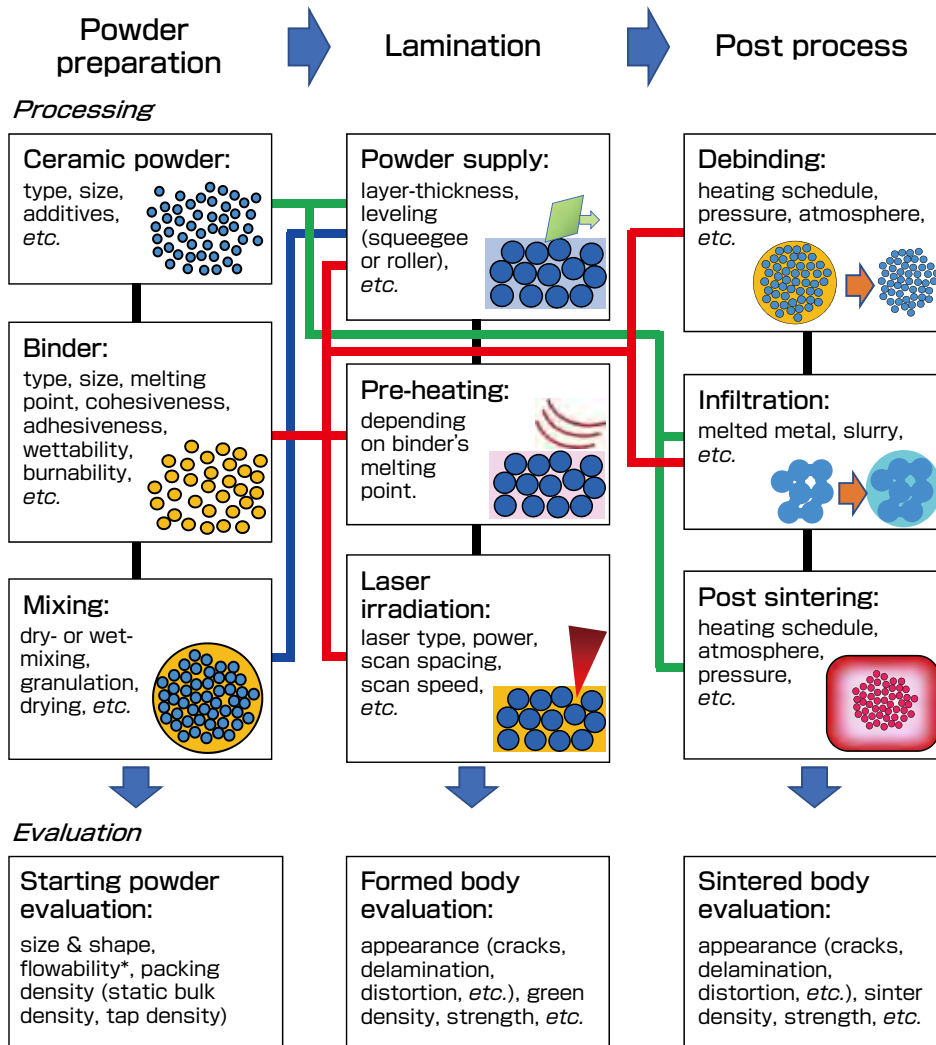 Powder
preparation
Lamination
Post process
Processing
Ceramic powder:
type, size,
additives,
etc.
Binder:
type, size, melting
point, cohesiveness,
adhesiveness,
wettability,
burnability,
etc.
Mixing:
dry- or wet-
mixing,
granulation,
drying, etc.
Powder supply:
layer-thickness,
leveling
(squeegee
or roller),
etc.
Pre-heating:
depending
on binder's
melting
point.
Laser
irradiation:
laser type, power,
scan spacing,
scan speed,
etc.
Debinding:
heating schedule,
pressure, atmosphere,
etc.
Infiltration:
melted metal, slurry,
etc.
Post sintering:
heating schedule,
atmosphere,
pressure,
etc.
Evaluation
Starting powder
evaluation:
size & shape,
flowability*, packing
density (static bulk
density, tap density)
Formed body
evaluation:
appearance (cracks,
delamination,
distortion, etc.), green
density, strength, etc.
Sintered body
evaluation:
appearance (cracks,
delamination,
distortion, etc.), sinter
density, strength, etc.